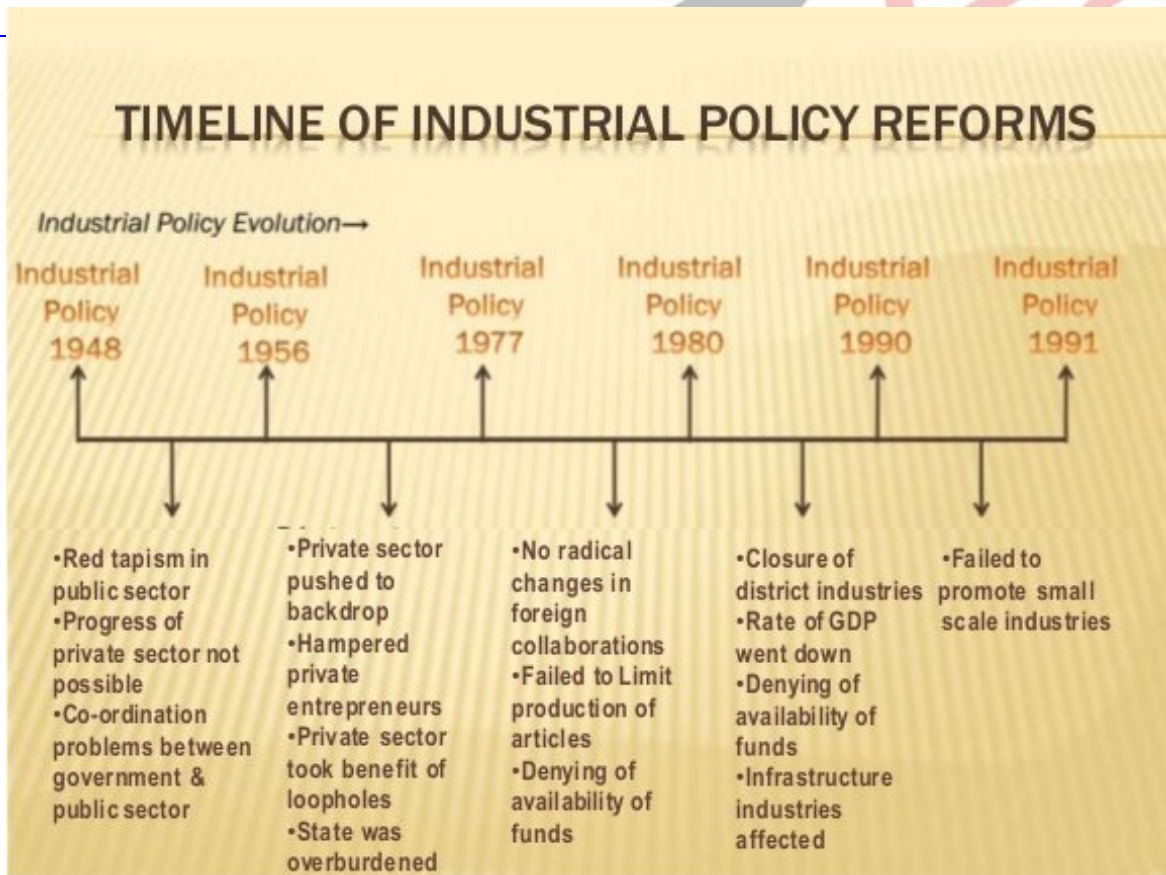 TIMELINE OF INDUSTRIAL POLICY REFORMS
Industrial Policy Evolution→
Industrial
Policy
1948
Industrial
Policy
1956
Industrial
Policy
1977
Industrial
Policy
1980
Industrial
Policy
1990
Industrial
Policy
1991
•Red tapism in
public sector
•Progress of
private sector not
possible
•Co-ordination
problems between
government &
public sector
•Private sector
pushed to
backdrop
•Hampered
private
entrepreneurs
•Private sector
took benefit of
loopholes
•State was
overburdened
•No radical
changes in
foreign
collaborations
•Failed to Limit
production of
articles
•Denying of
availability of
funds
•Closure of
district industries
•Rate of GDP
went down
•Denying of
availability of
funds
•Infrastructure
industries
affected
•Failed to
promote small
scale industries